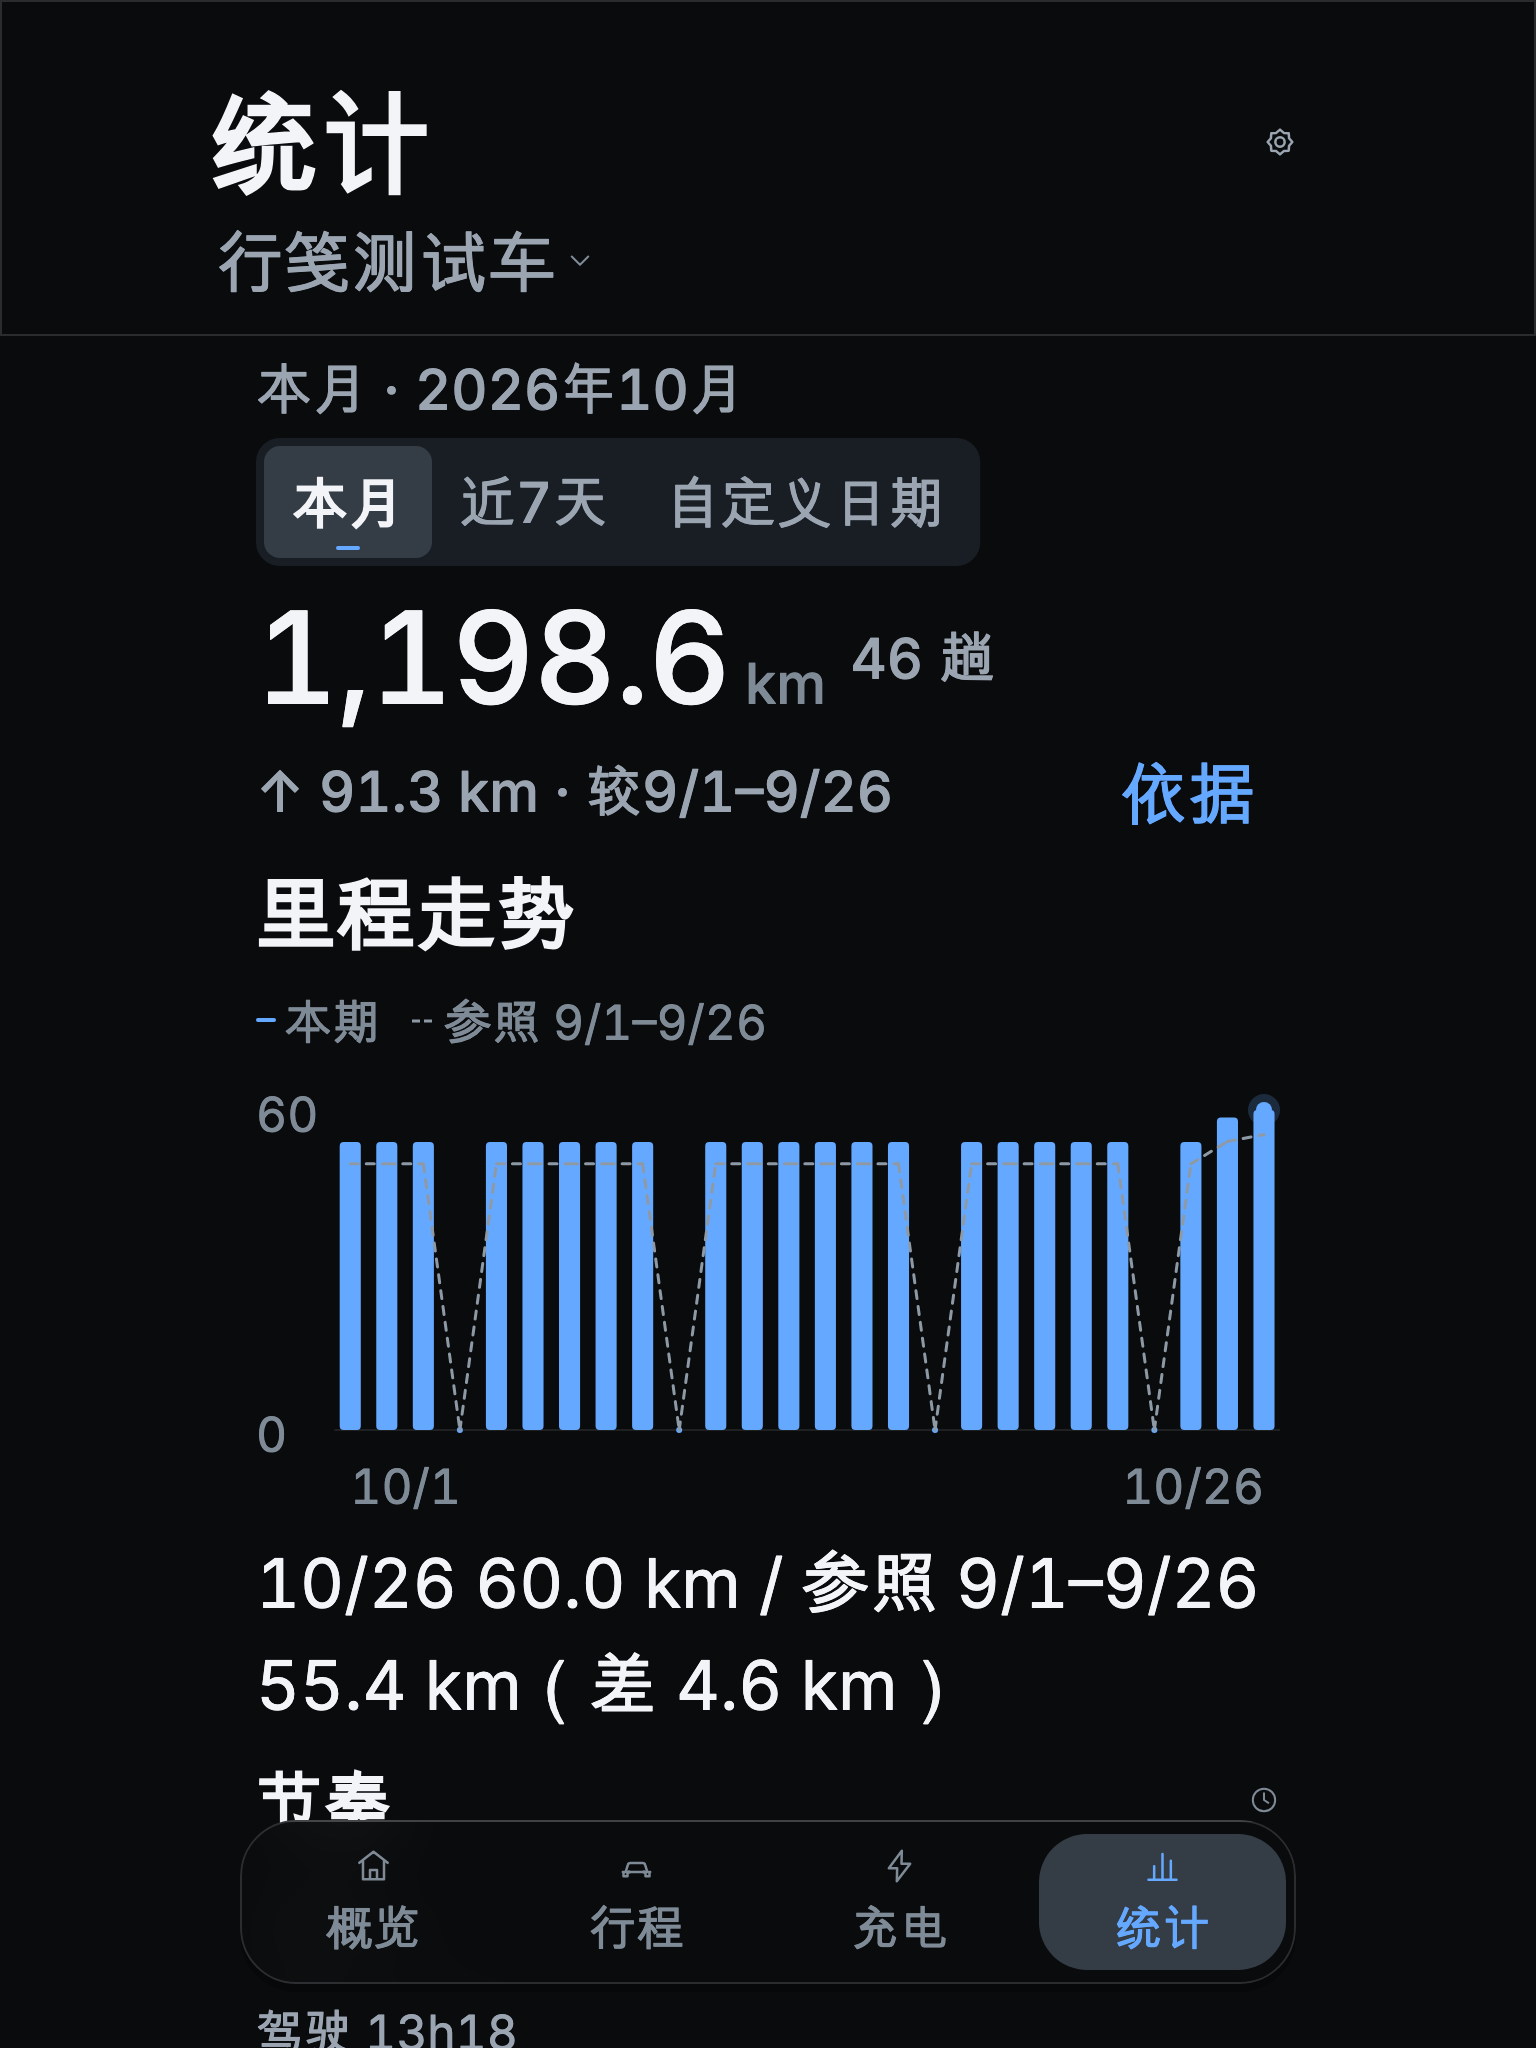 统计
行笺测试车
本月 · 2026年10月
本月 近7天 自定义日期
1,198.6 km 46 趟
↑ 91.3 km · 较9/1–9/26 依据
里程走势
本期 参照 9/1–9/26
60
0
10/1 10/26
10/26 60.0 km / 参照 9/1–9/26
55.4 km ( 差 4.6 km )
节奏
概览 行程 充电 统计
驾驶 13h18